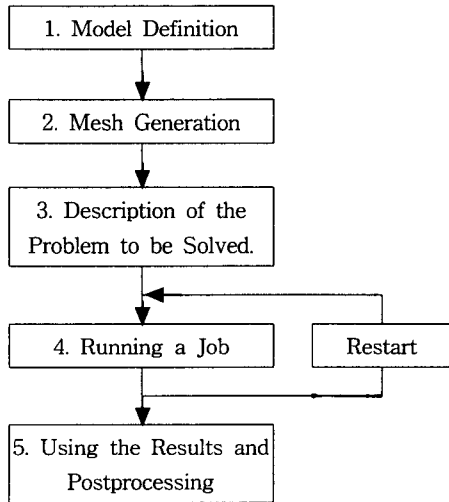 1. Model Definition
2. Mesh Generation
3. Description of the
Problem to be Solved.
4. Running a Job
Restart
5. Using the Results and
Postprocessing